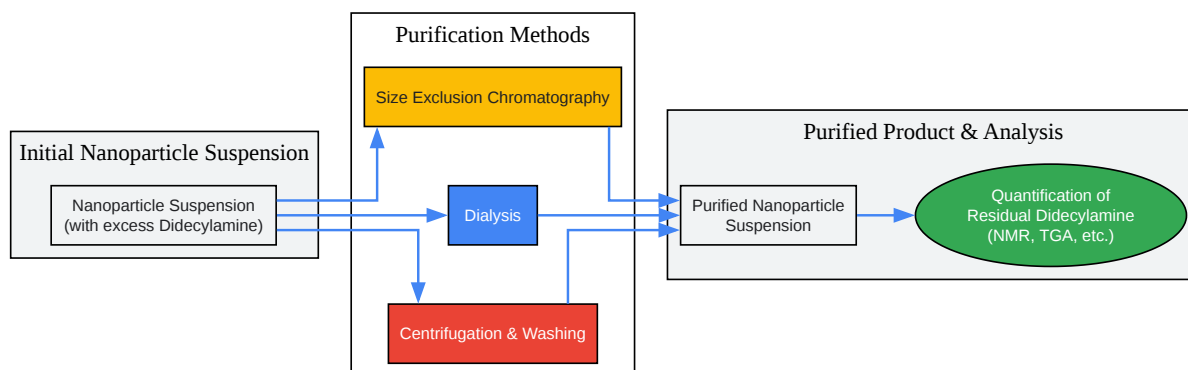 Initial Nanoparticle Suspension
Nanoparticle Suspension
(with excess Didecylamine)
Purification Methods
Size Exclusion Chromatography
Dialysis
Centrifugation & Washing
Purified Product & Analysis
Purified Nanoparticle
Suspension
Quantification of
Residual Didecylamine
(NMR, TGA, etc.)